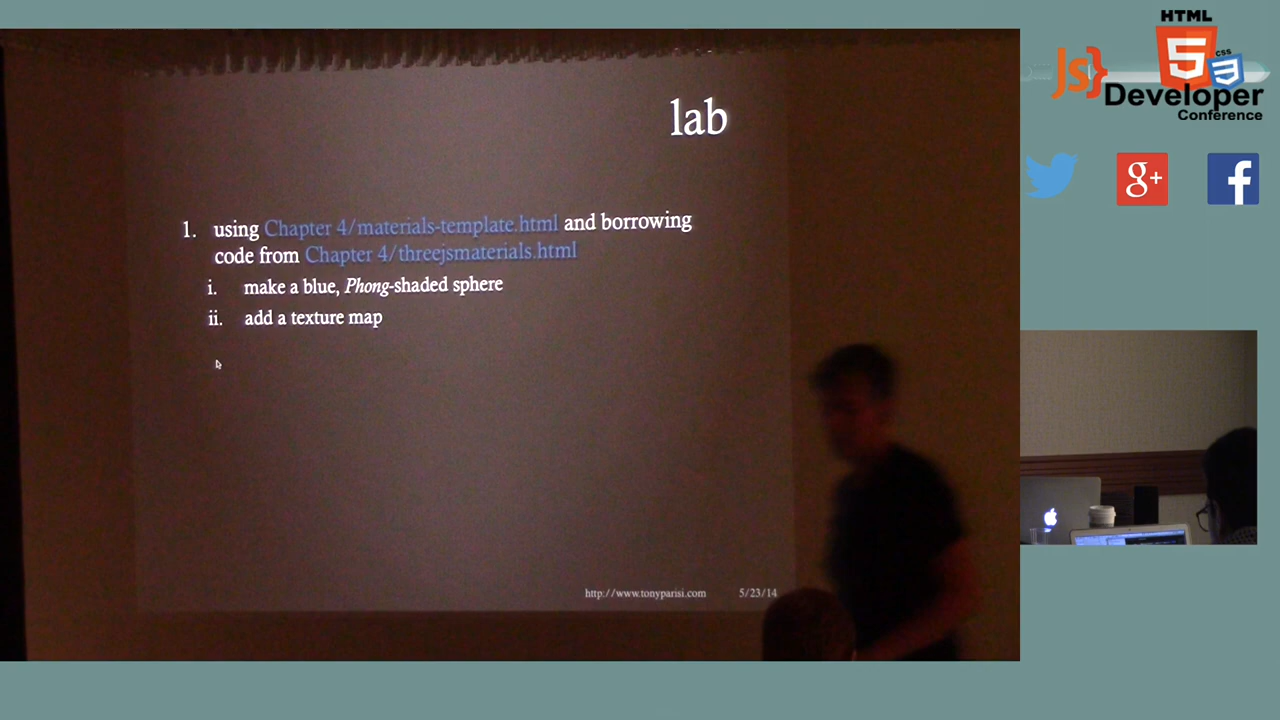 HTML
JS}
5
CSS
3
Developer
Conference
g+
f
lab
1. using Chapter 4/materials-template.html and borrowing
code from Chapter 4/threejsmaterials.html
i. make a blue, Phong-shaded sphere
ii. add a texture map
http://www.tonyparisi.com 5/23/14